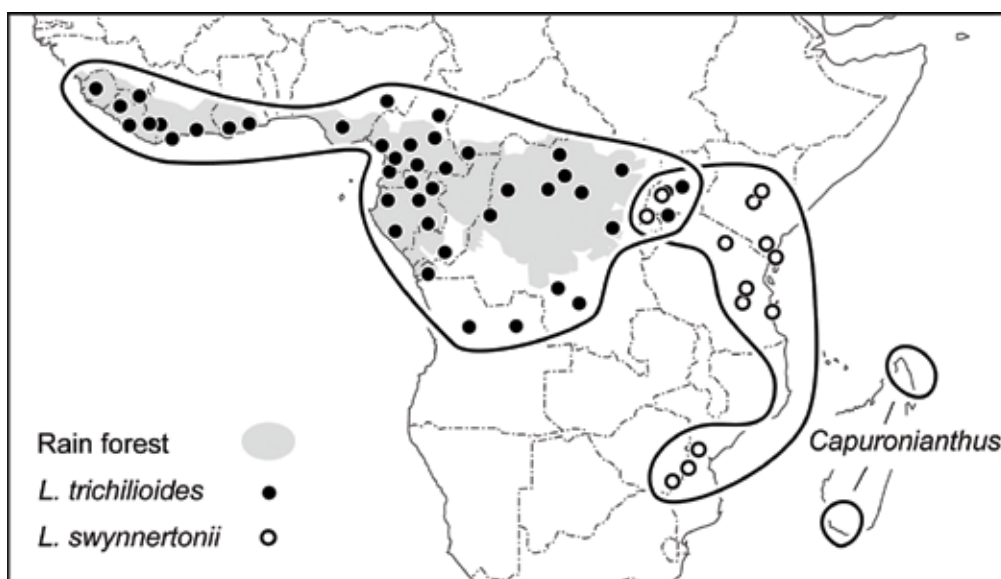 Capuronianthus
Rain forest
L. trichilioides
L. swynnertonii